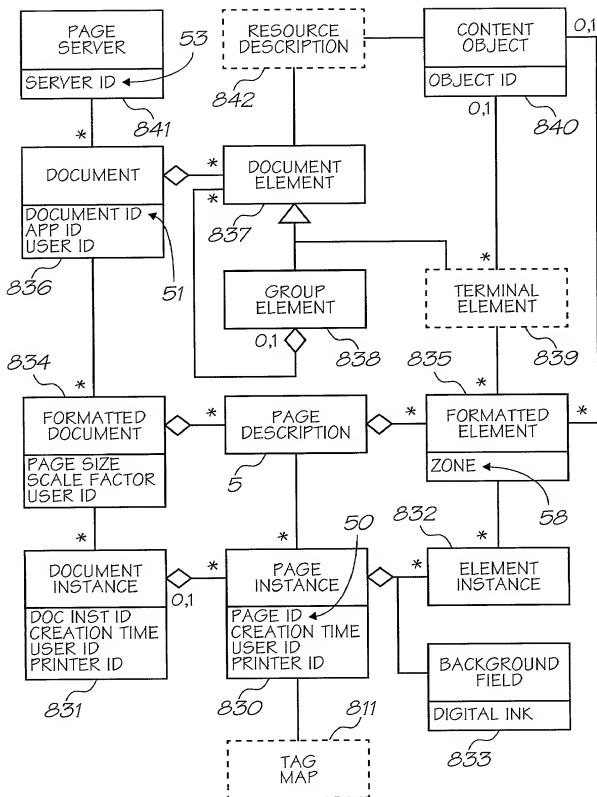 PAGE
SERVER
SERVER ID
53
841
*
RESOURCE
DESCRIPTION
842
CONTENT
OBJECT
OBJECT ID
0,1
0,1
840
DOCUMENT
DOCUMENT ID
APP ID
USER ID
836
51
*
DOCUMENT
ELEMENT
*
837
GROUP
ELEMENT
0,1
838
*
TERMINAL
ELEMENT
839
834
*
FORMATTED
DOCUMENT
PAGE SIZE
SCALE FACTOR
USER ID
*
PAGE
DESCRIPTION
5
835
*
*
FORMATTED
ELEMENT
*
ZONE
58
*
DOCUMENT
INSTANCE
0,1
DOC INST ID
CREATION TIME
USER ID
PRINTER ID
831
*
*
50
PAGE
INSTANCE
PAGE ID
CREATION TIME
USER ID
PRINTER ID
830
832
*
*
ELEMENT
INSTANCE
BACKGROUND
FIELD
DIGITAL INK
833
811
TAG
MAP